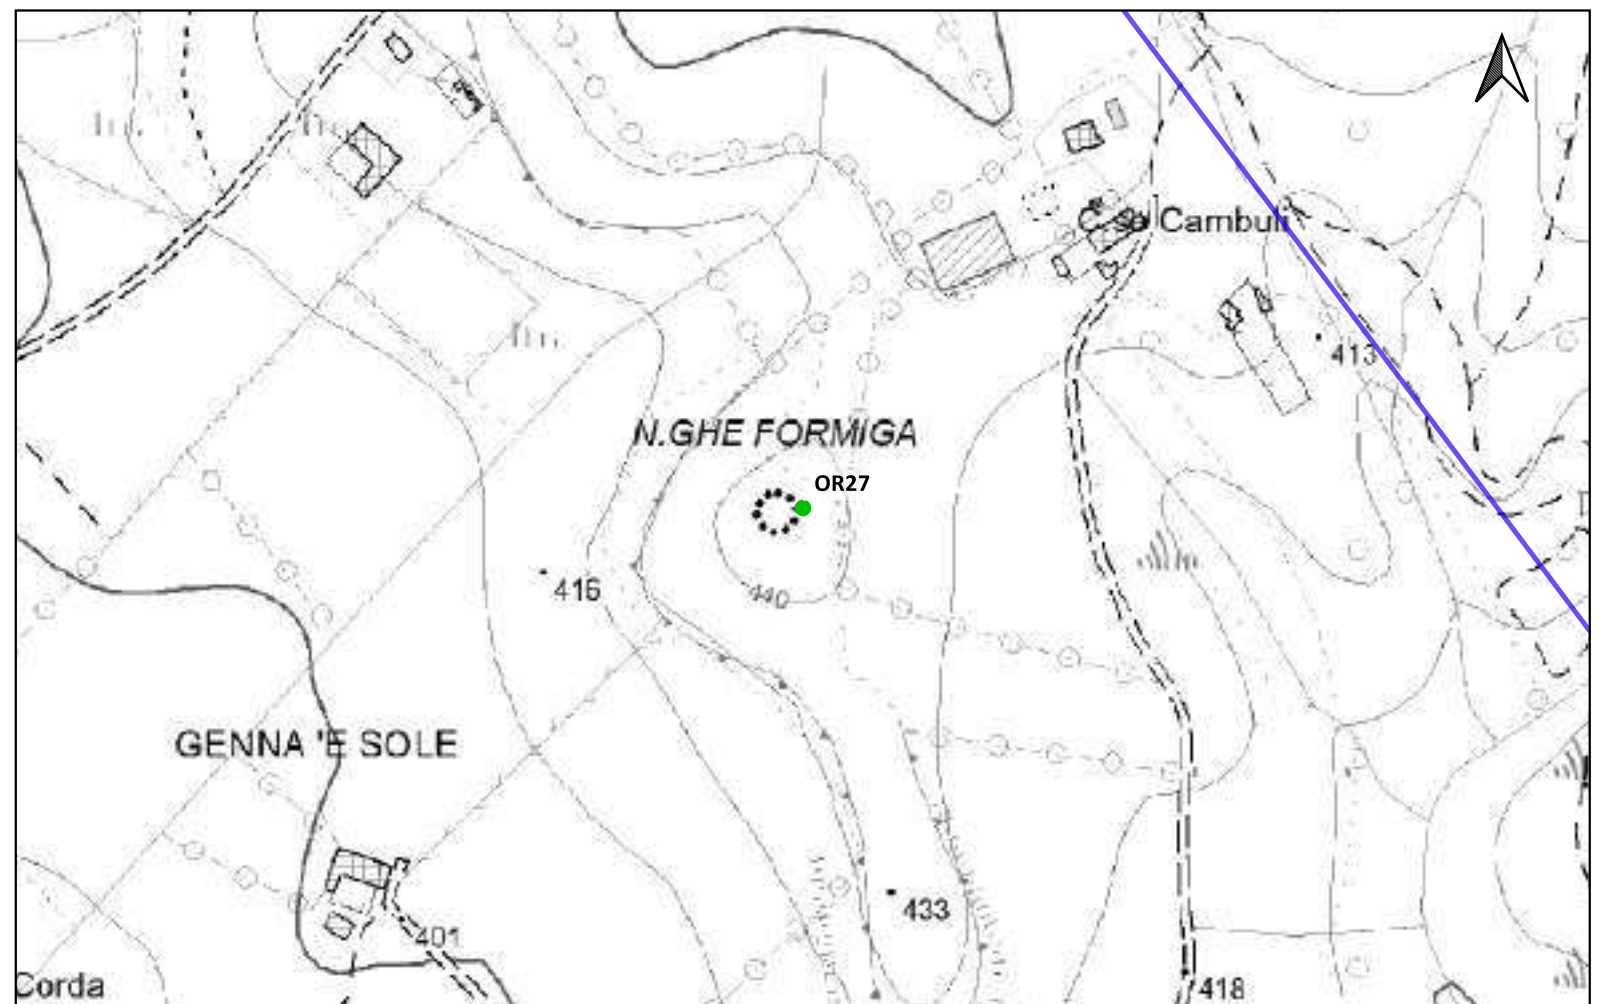 C.se Cambuli
413
N.GHE FORMIGA
OR27
416
440
GENNA 'E SOLE
433
401
Corda
418